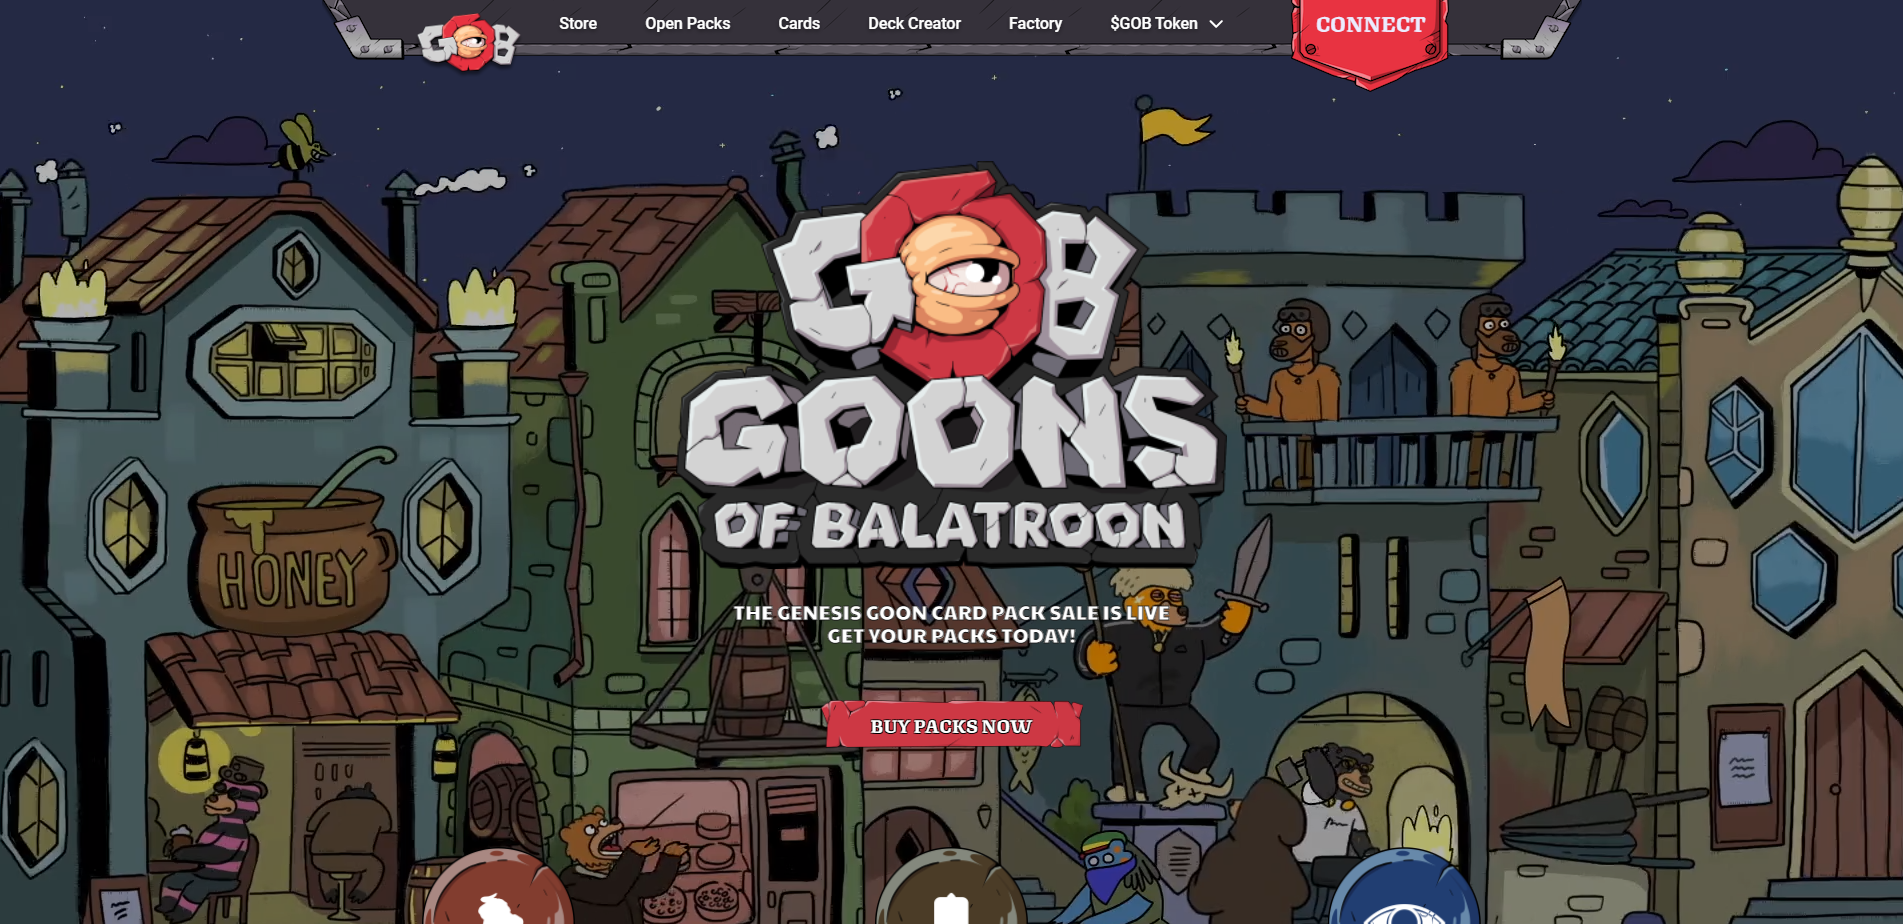 GOB
Store
Open Packs
Cards
Deck Creator
Factory
$GOB Token
CONNECT
GOB
GOONS
OF BALATROON
HONEY
THE GENESIS GOON CARD PACK SALE IS LIVE
GET YOUR PACKS TODAY!
BUY PACKS NOW